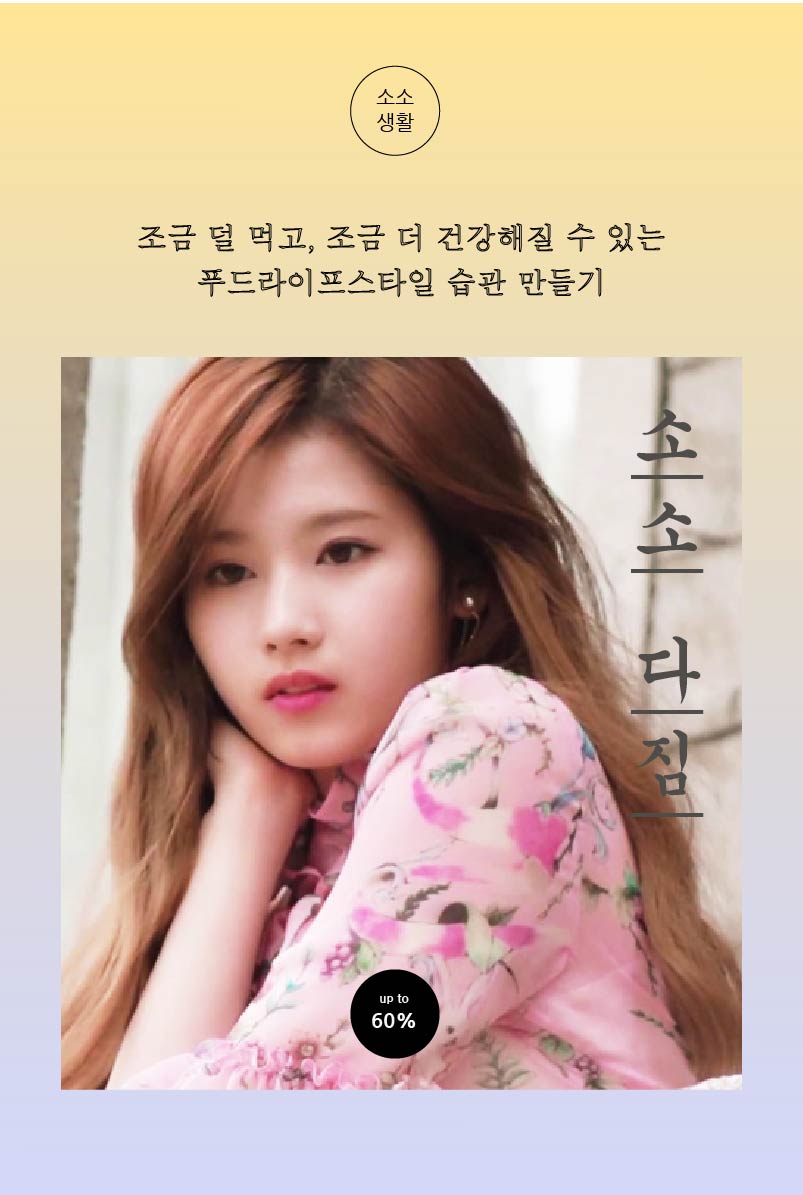 소소
생활
조금 덜 먹고, 조금 더 건강해질 수 있는
푸드라이프스타일 습관 만들기
소소 다짐
up to
60%